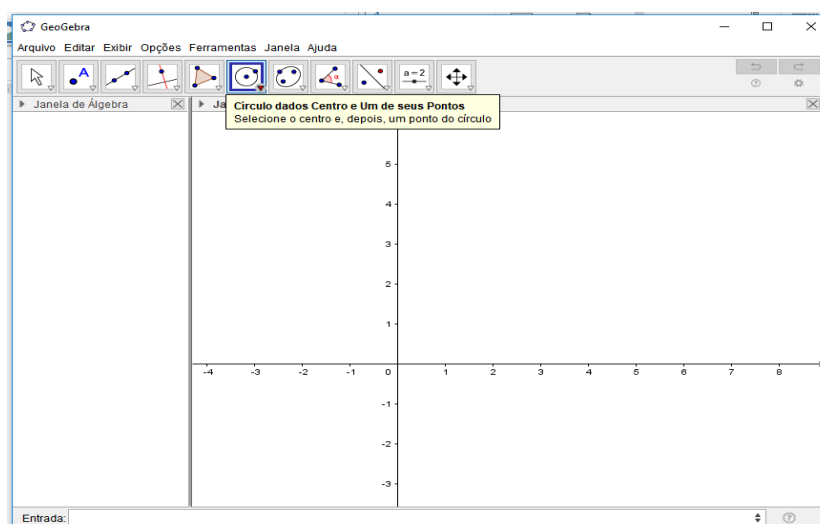 GeoGebra
Arquivo Editar Exibir Opções Ferramentas Janela Ajuda
A
α
a=2
Círculo dados Centro e Um de seus Pontos
Selecione o centro e, depois, um ponto do círculo
Janela de Álgebra
Ja
5
4
3
2
1
-4 -3 -2 -1 0 1 2 3 4 5 6 7 8
-1
-2
-3
Entrada: